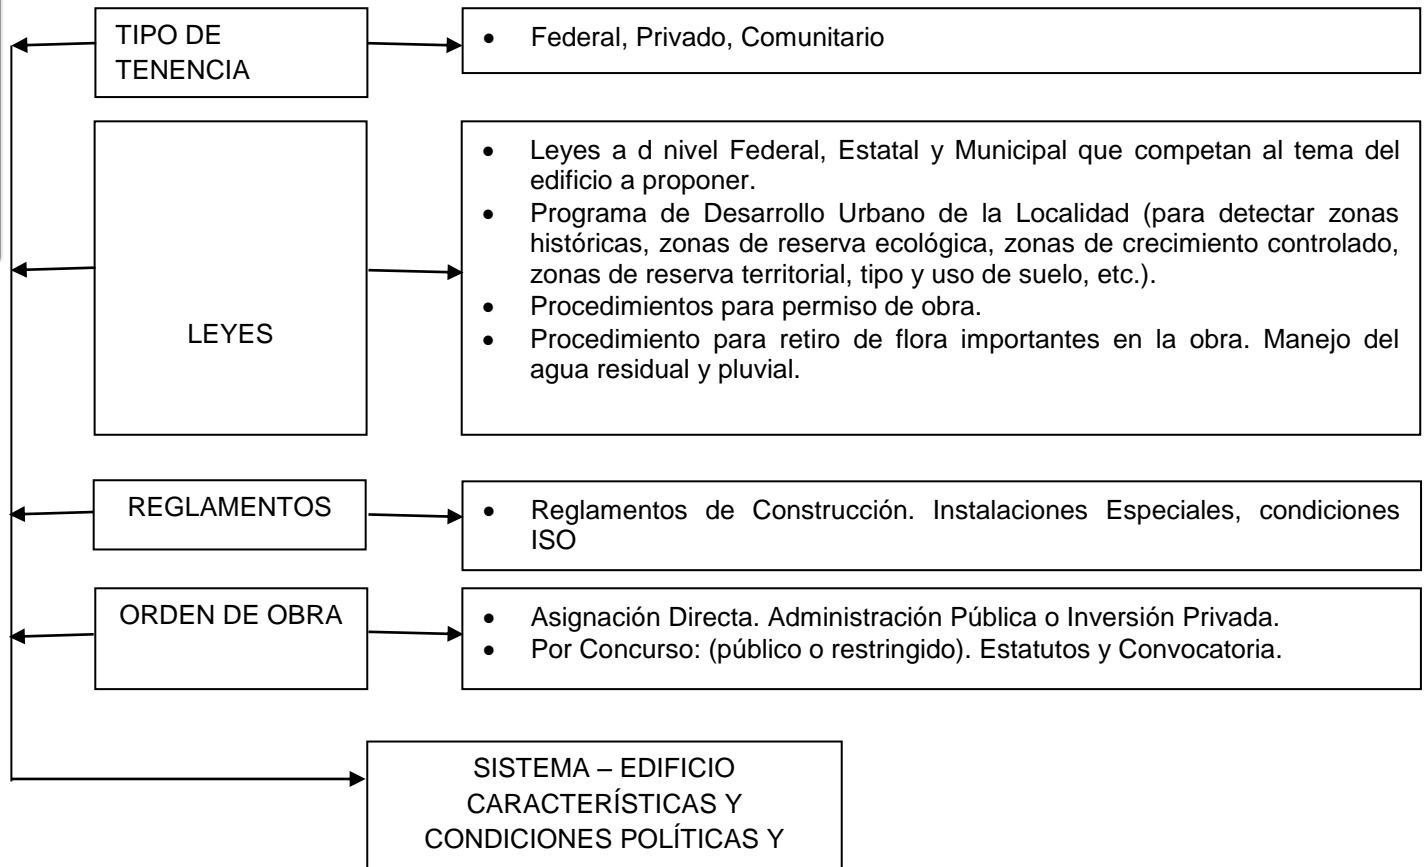 TIPO DE
TENENCIA
• Federal, Privado, Comunitario
LEYES
• Leyes a d nivel Federal, Estatal y Municipal que competan al tema del
edificio a proponer.
• Programa de Desarrollo Urbano de la Localidad (para detectar zonas
históricas, zonas de reserva ecológica, zonas de crecimiento controlado,
zonas de reserva territorial, tipo y uso de suelo, etc.).
• Procedimientos para permiso de obra.
• Procedimiento para retiro de flora importantes en la obra. Manejo del
agua residual y pluvial.
REGLAMENTOS
• Reglamentos de Construcción. Instalaciones Especiales, condiciones
ISO
ORDEN DE OBRA
• Asignación Directa. Administración Pública o Inversión Privada.
• Por Concurso: (público o restringido). Estatutos y Convocatoria.
SISTEMA – EDIFICIO
CARACTERÍSTICAS Y
CONDICIONES POLÍTICAS Y